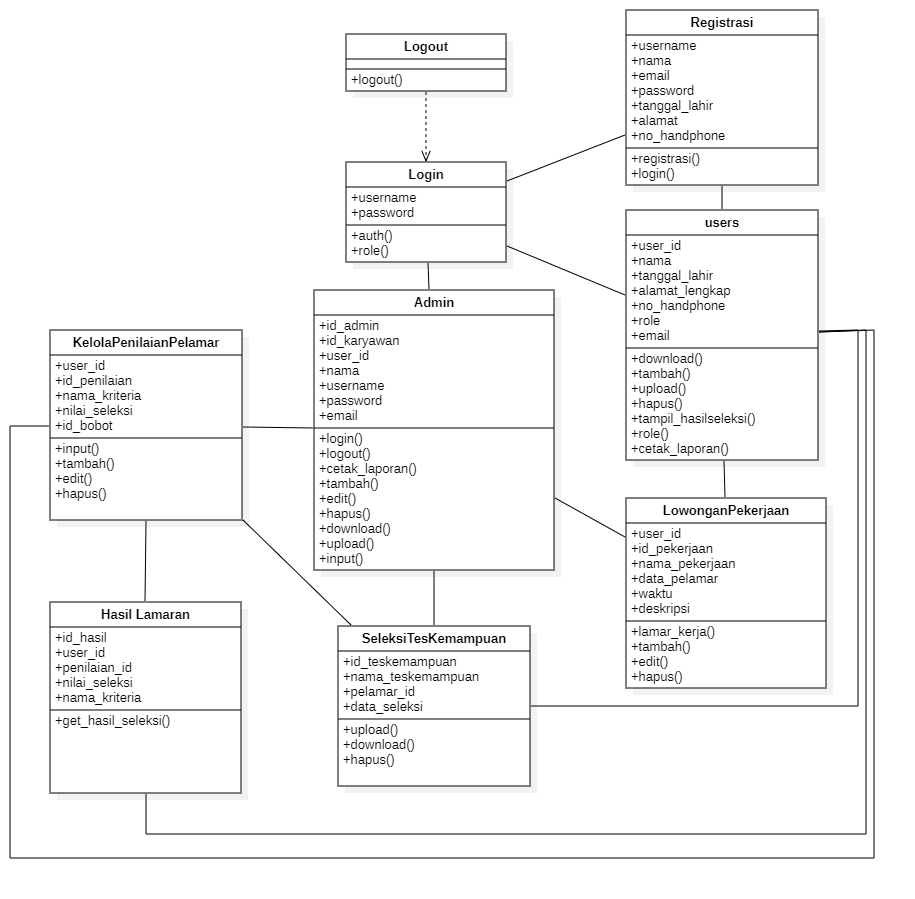 Logout
+logout()
Registrasi
+username
+nama
+email
+password
+tanggal_lahir
+alamat
+no_handphone
+registrasi()
+login()
Login
+username
+password
+auth()
+role()
users
+user_id
+nama
+tanggal_lahir
+alamat_lengkap
+no_handphone
+role
+email
+download()
+tambah()
+upload()
+hapus()
+tampil_hasilseleksi()
+role()
+cetak_laporan()
Admin
+id_admin
+id_karyawan
+user_id
+nama
+username
+password
+email
+login()
+logout()
+cetak_laporan()
+tambah()
+edit()
+hapus()
+download()
+upload()
+input()
KelolaPenilaianPelamar
+user_id
+id_penilaian
+nama_kriteria
+nilai_seleksi
+id_bobot
+input()
+tambah()
+edit()
+hapus()
LowonganPekerjaan
+user_id
+id_pekerjaan
+nama_pekerjaan
+data_pelamar
+waktu
+deskripsi
+lamar_kerja()
+tambah()
+edit()
+hapus()
Hasil Lamaran
+id_hasil
+user_id
+penilaian_id
+nilai_seleksi
+nama_kriteria
+get_hasil_seleksi()
SeleksiTesKemampuan
+id_teskemampuan
+nama_teskemampuan
+pelamar_id
+data_seleksi
+upload()
+download()
+hapus()